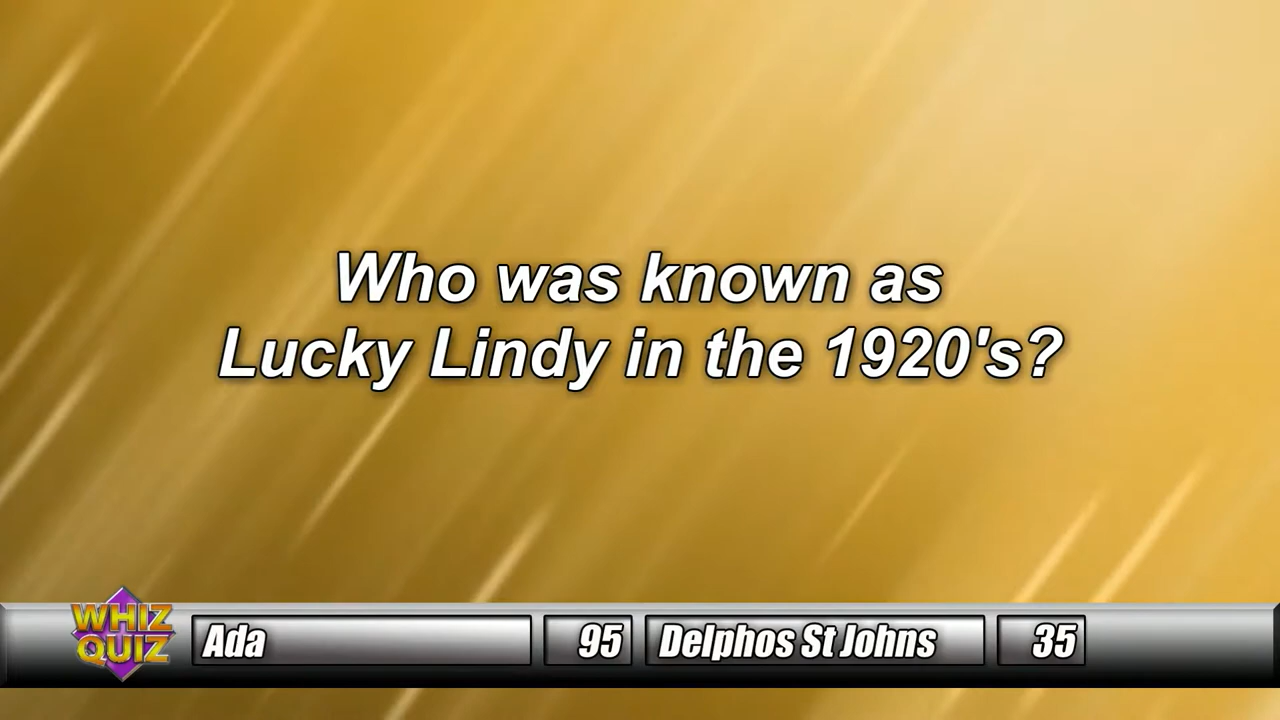 Who was known as
Lucky Lindy in the 1920's?
WHIZ
QUIZ
Ada 95 Delphos St Johns 35